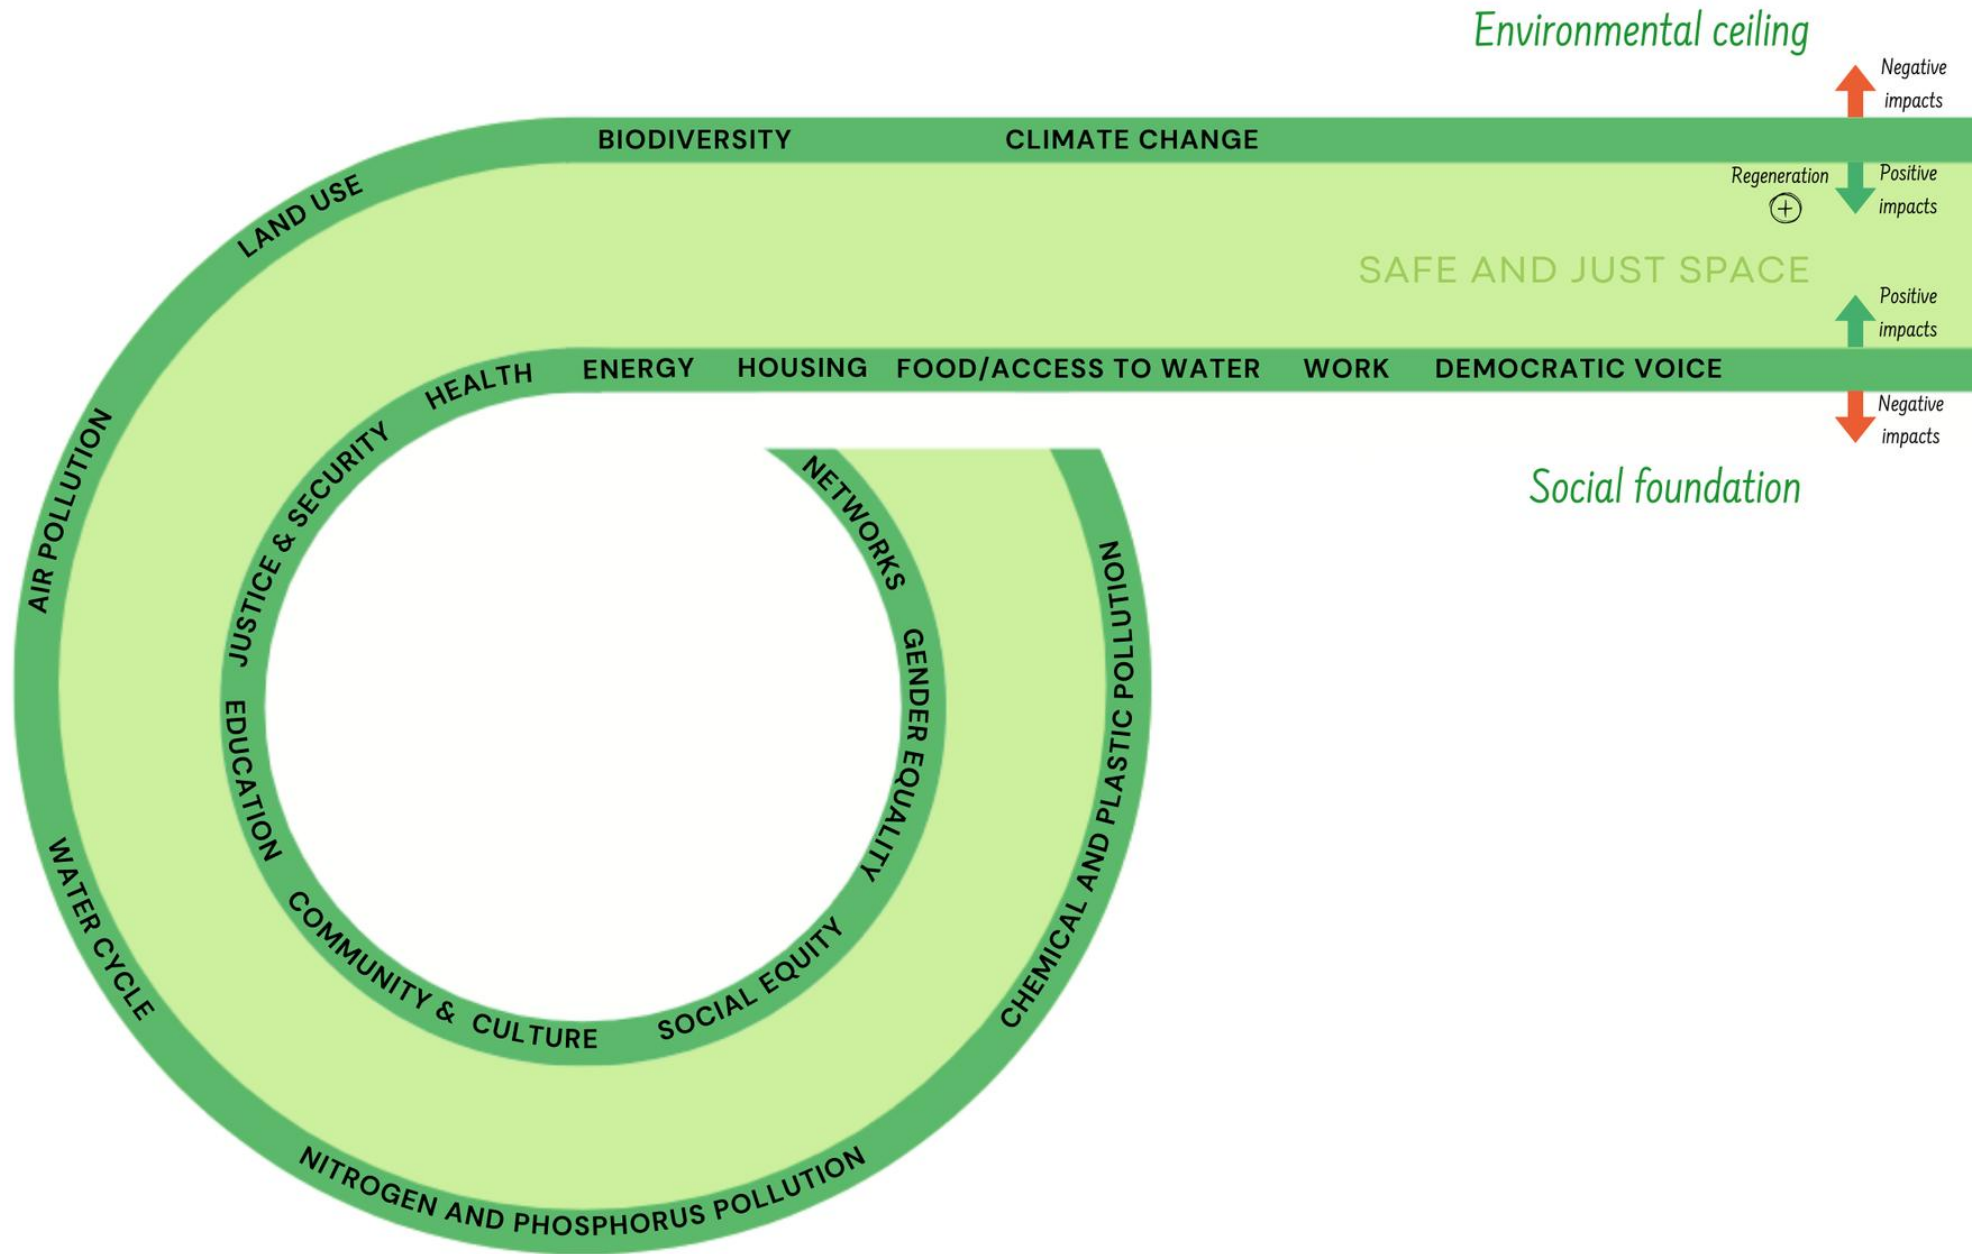 Environmental ceiling
Negative
impacts
BIODIVERSITY
CLIMATE CHANGE
Regeneration
+
Positive
impacts
LAND USE
SAFE AND JUST SPACE
Positive
impacts
HEALTH
ENERGY
HOUSING
FOOD/ACCESS TO WATER
WORK
DEMOCRATIC VOICE
Negative
impacts
Social foundation
AIR POLLUTION
JUSTICE & SECURITY
NETWORKS
GENDER EQUALITY
CHEMICAL AND PLASTIC POLLUTION
EDUCATION
WATER CYCLE
COMMUNITY & CULTURE
SOCIAL EQUITY
NITROGEN AND PHOSPHORUS POLLUTION